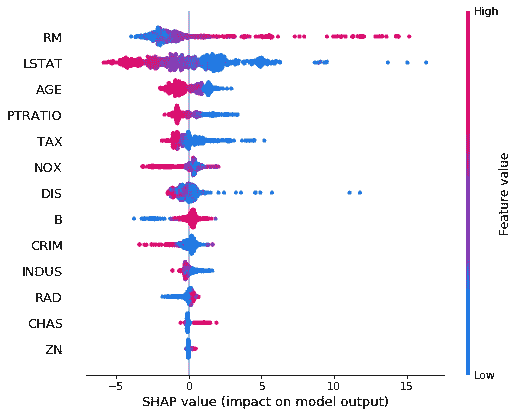 High
RM
LSTAT
AGE
PTRATIO
TAX
NOX
DIS
B
CRIM
INDUS
RAD
CHAS
ZN
Feature value
Low
−5 0 5 10 15
SHAP value (impact on model output)